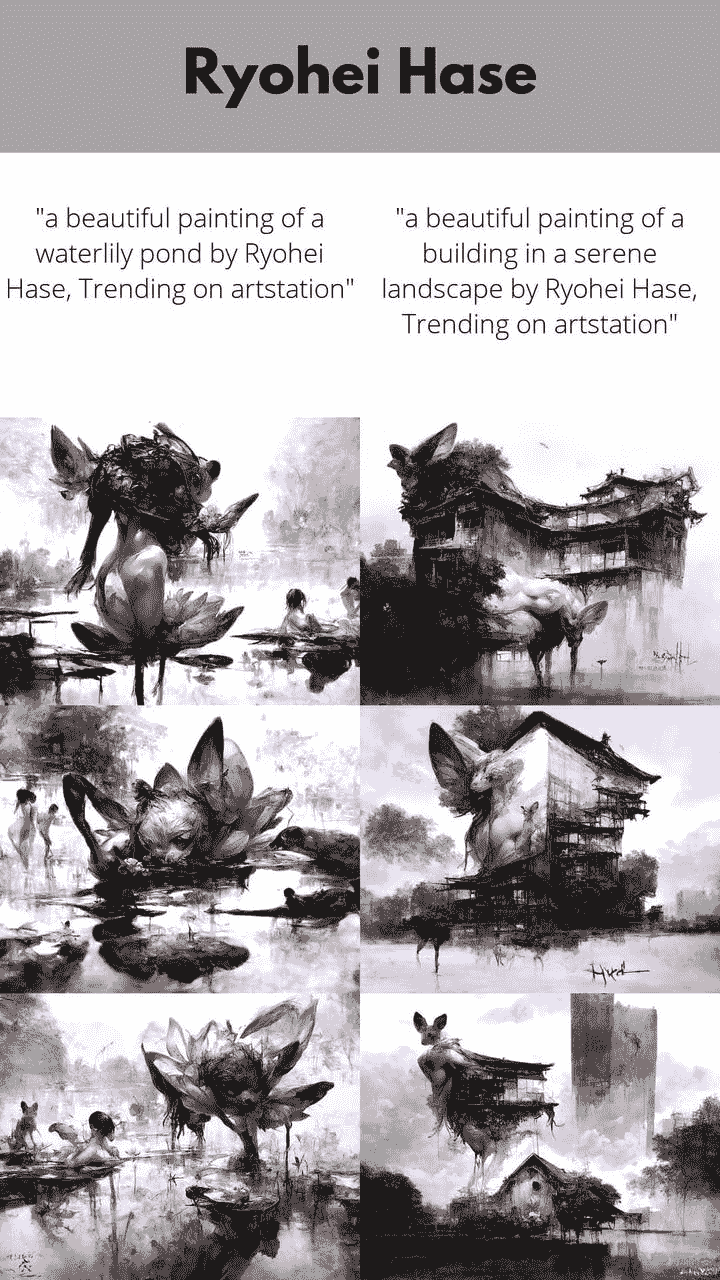 Ryohei Hase
"a beautiful painting of a
waterlily pond by Ryohei
Hase, Trending on artstation"
"a beautiful painting of a
building in a serene
landscape by Ryohei Hase,
Trending on artstation"